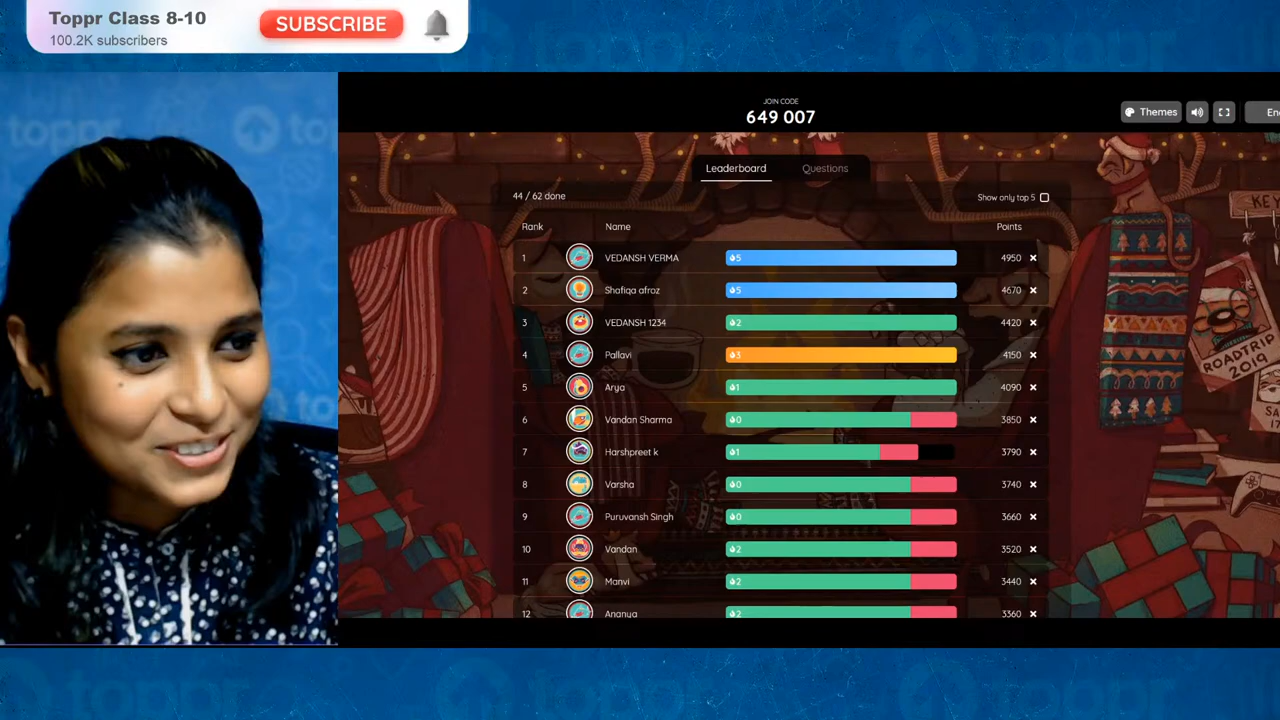 Toppr Class 8-10
100.2K subscribers
SUBSCRIBE
toppr
JOIN CODE
649 007
Themes
Leaderboard
Questions
44 / 62 done
Show only top 5
Rank Name Points
1 VEDANSH VERMA 5 4950
2 Shafiqa afroz 5 4670
3 VEDANSH 1234 2 4420
4 Pallavi 3 4150
5 Arya 1 4090
6 Vandan Sharma 0 3850
7 Harshpreet k 1 3790
8 Varsha 0 3740
9 Puruvansh Singh 0 3660
10 Vandan 2 3520
11 Manvi 2 3440
12 Ananya 2 3360
ROADTRIP
2019
toppr